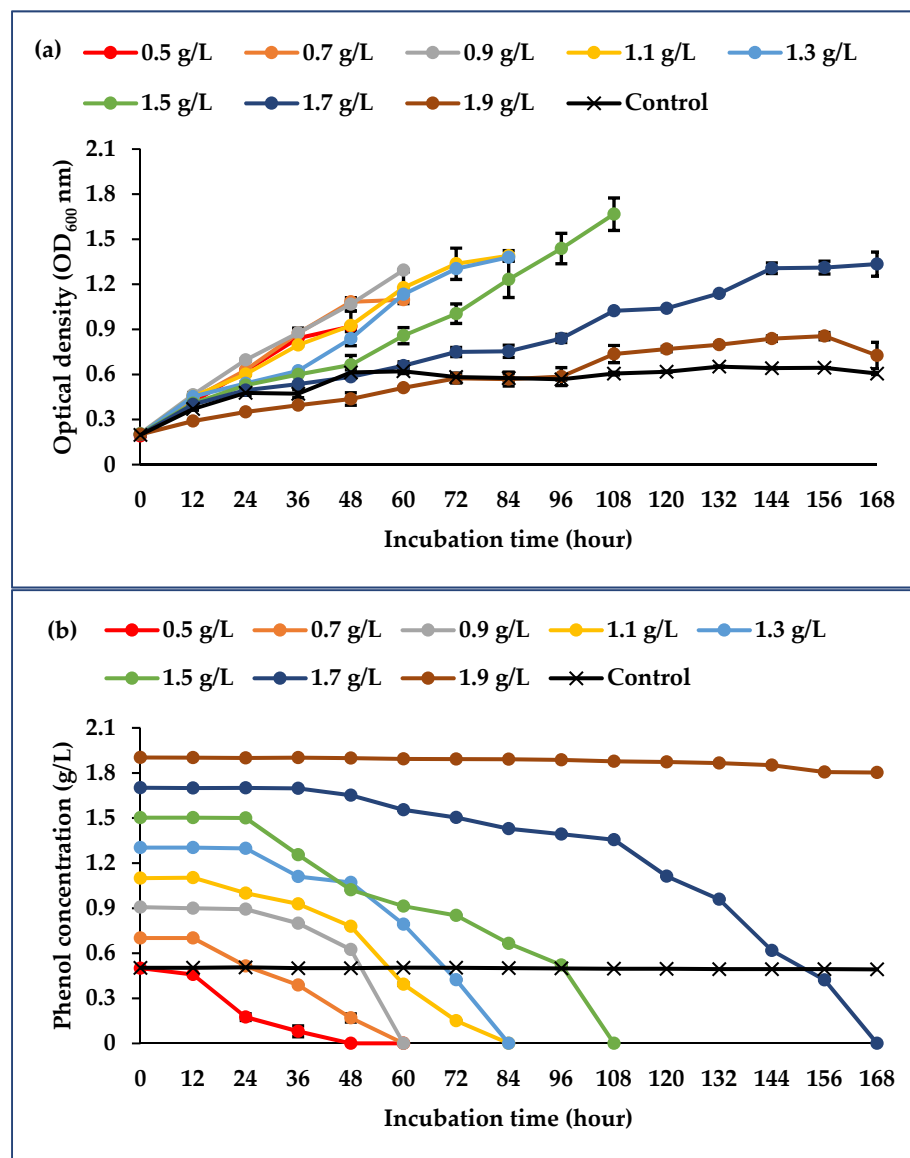 (a) 0.5 g/L 0.7 g/L 0.9 g/L 1.1 g/L 1.3 g/L
1.5 g/L 1.7 g/L 1.9 g/L Control
Optical density (OD600 nm)
2.1
1.8
1.5
1.2
0.9
0.6
0.3
0
0 12 24 36 48 60 72 84 96 108 120 132 144 156 168
Incubation time (hour)
(b) 0.5 g/L 0.7 g/L 0.9 g/L 1.1 g/L 1.3 g/L
1.5 g/L 1.7 g/L 1.9 g/L Control
Phenol concentration (g/L)
2.1
1.8
1.5
1.2
0.9
0.6
0.3
0
0 12 24 36 48 60 72 84 96 108 120 132 144 156 168
Incubation time (hour)